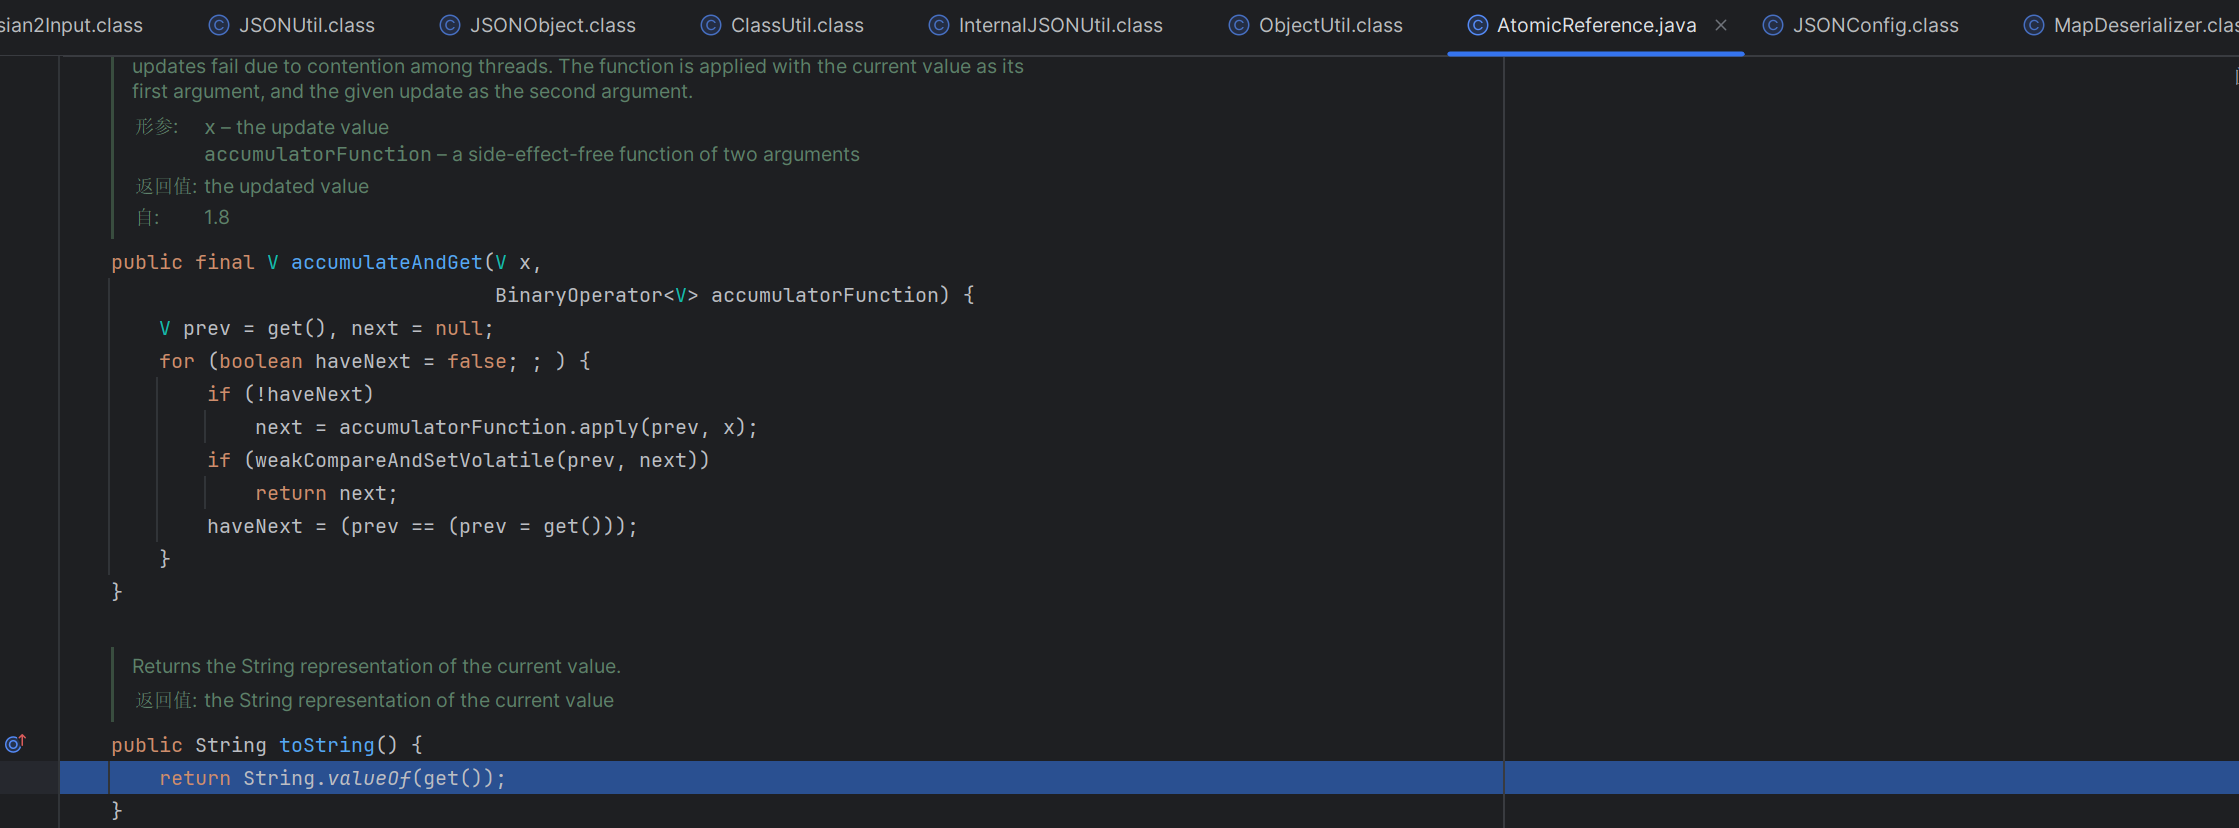 sian2Input.class JSONUtil.class JSONObject.class ClassUtil.class InternalJSONUtil.class ObjectUtil.class AtomicReference.java JSONConfig.class MapDeserializer.clas
updates fail due to contention among threads. The function is applied with the current value as its
first argument, and the given update as the second argument.
形参: x – the update value
accumulatorFunction – a side-effect-free function of two arguments
返回值: the updated value
自: 1.8
public final V accumulateAndGet(V x,
BinaryOperator<V> accumulatorFunction) {
V prev = get(), next = null;
for (boolean haveNext = false; ; ) {
if (!haveNext)
next = accumulatorFunction.apply(prev, x);
if (weakCompareAndSetVolatile(prev, next))
return next;
haveNext = (prev == (prev = get()));
}
}
Returns the String representation of the current value.
返回值: the String representation of the current value
public String toString() {
return String.valueOf(get());
}